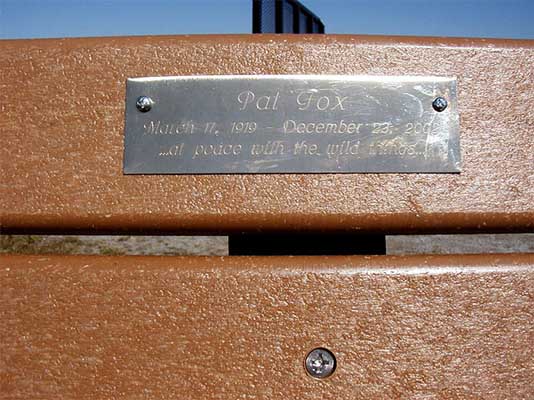 Pat Fox
March 17, 1919 - December 23,
...at peace with the wild things...